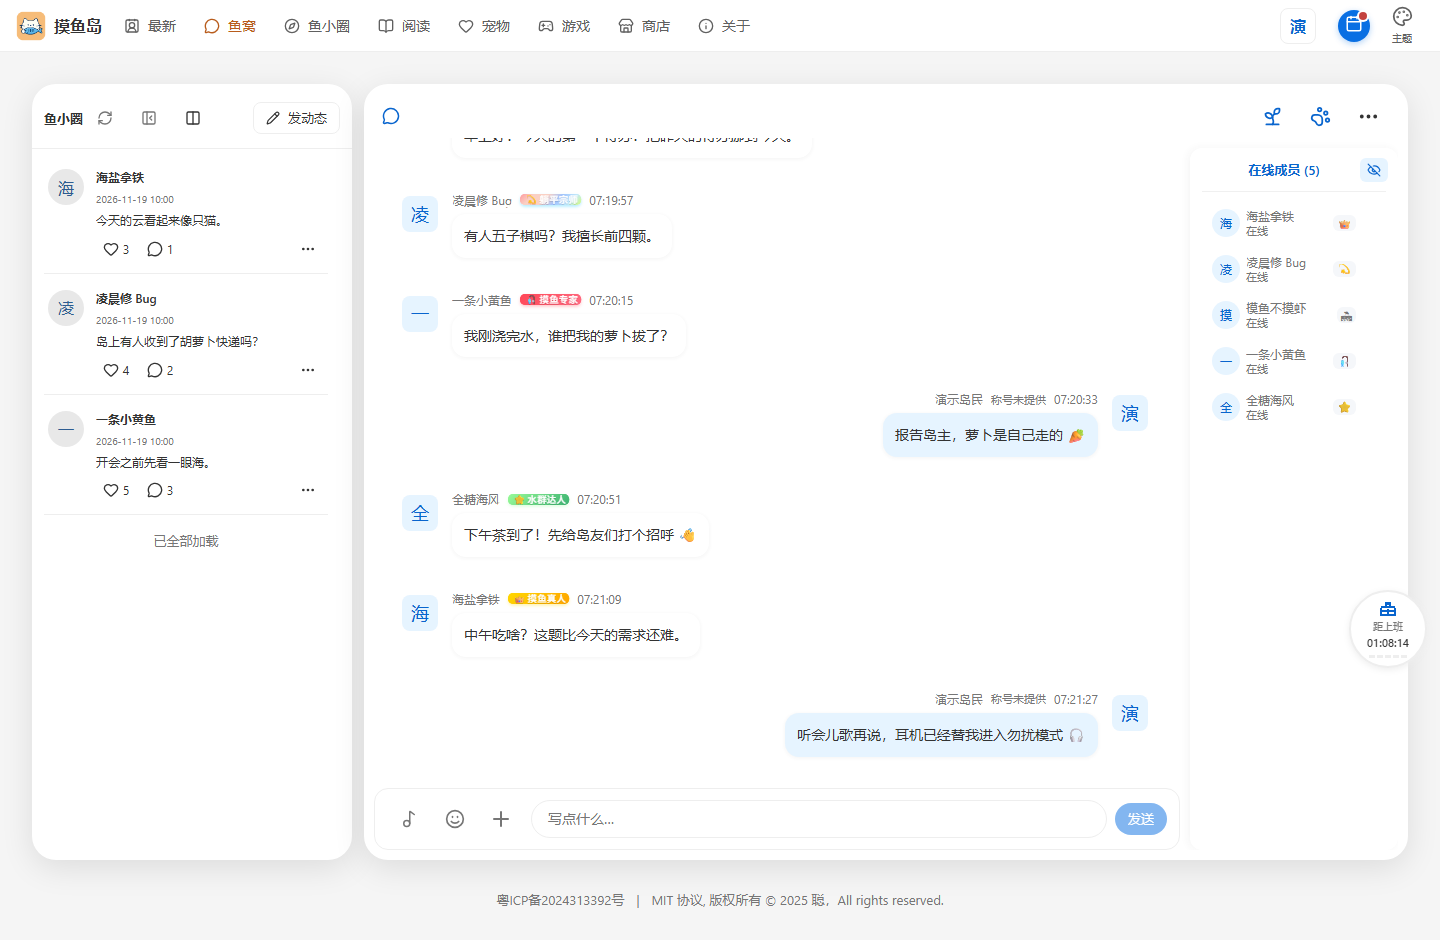 摸鱼岛 最新 鱼窝 鱼小圈 阅读 宠物 游戏 商店 关于 演 主题
鱼小圈 发动态
海 海盐拿铁
2026-11-19 10:00
今天的云看起来像只猫。
3 1
凌 凌晨修 Bug
2026-11-19 10:00
岛上有人收到了胡萝卜快递吗?
4 2
一 一条小黄鱼
2026-11-19 10:00
开会之前先看一眼海。
5 3
已全部加载
凌 凌晨修 Bug 07:19:57
有人五子棋吗?我擅长前四颗。
一 一条小黄鱼 摸鱼专家 07:20:15
我刚浇完水,谁把我的萝卜拔了?
演示岛民 称号未提供 07:20:33 演
报告岛主,萝卜是自己走的 🥕
全 全糖海风 水群达人 07:20:51
下午茶到了!先给岛友们打个招呼 👋
海 海盐拿铁 摸鱼真人 07:21:09
中午吃啥?这题比今天的需求还难。
演示岛民 称号未提供 07:21:27 演
听会儿歌再说,耳机已经替我进入勿扰模式 🎧
写点什么... 发送
在线成员 (5)
海 海盐拿铁
在线
凌 凌晨修 Bug
在线
摸 摸鱼不摸虾
在线
一 一条小黄鱼
在线
全 全糖海风
在线
距上班
01:08:14
粤ICP备2024313392号 | MIT 协议, 版权所有 © 2025 聪，All rights reserved.